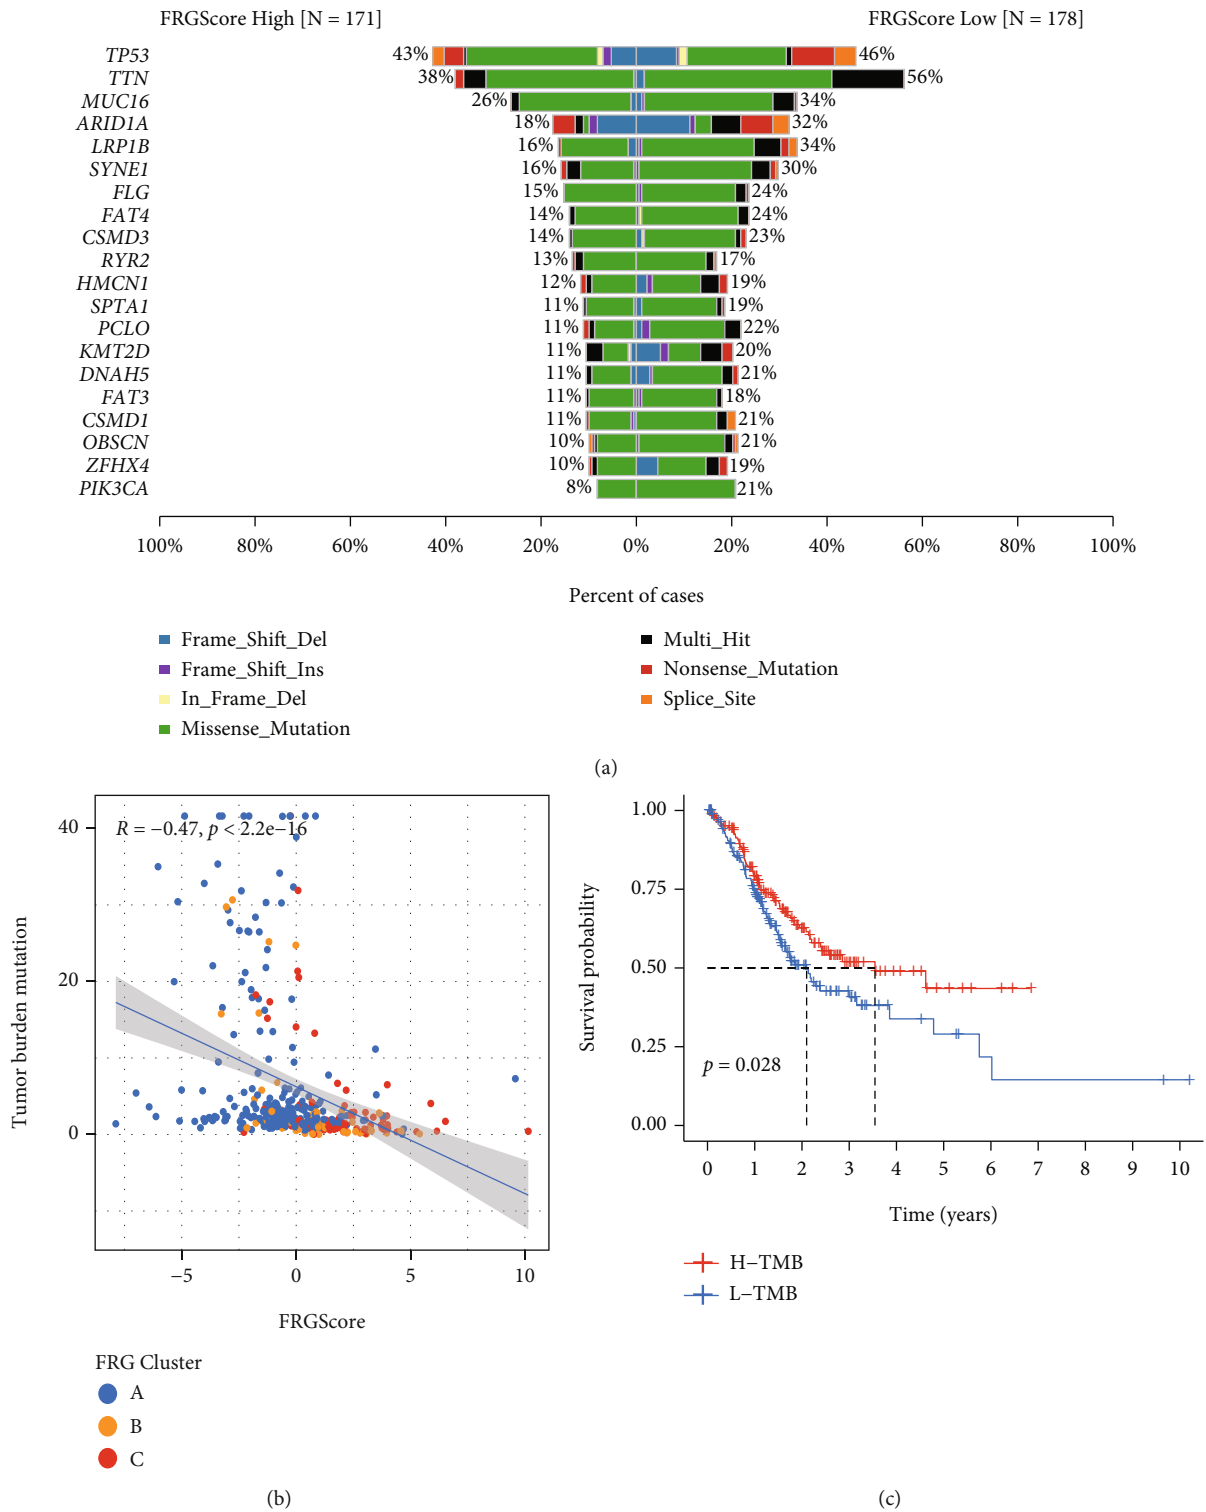 FRGScore High [N = 171] FRGScore Low [N = 178]
TP53 43% 46%
TTN 38% 56%
MUC16 26% 34%
ARID1A 18% 32%
LRP1B 16% 34%
SYNE1 16% 30%
FLG 15% 24%
FAT4 14% 24%
CSMD3 14% 23%
RYR2 13% 17%
HMCN1 12% 19%
SPTA1 11% 19%
PCLO 11% 22%
KMT2D 11% 20%
DNAH5 11% 21%
FAT3 11% 18%
CSMD1 11% 21%
OBSCN 10% 21%
ZFHX4 10% 19%
PIK3CA 8% 21%
100% 80% 60% 40% 20% 0% 20% 40% 60% 80% 100%
Percent of cases
Frame_Shift_Del
Frame_Shift_Ins
In_Frame_Del
Missense_Mutation
Multi_Hit
Nonsense_Mutation
Splice_Site
(a)
Tumor burden mutation
40
20
0
R = −0.47, p < 2.2e−16
−5 0 5 10
FRGScore
FRG Cluster
A
B
C
(b)
Survival probability
1.00
0.75
0.50
0.25
0.00
p = 0.028
0 1 2 3 4 5 6 7 8 9 10
Time (years)
H−TMB
L−TMB
(c)